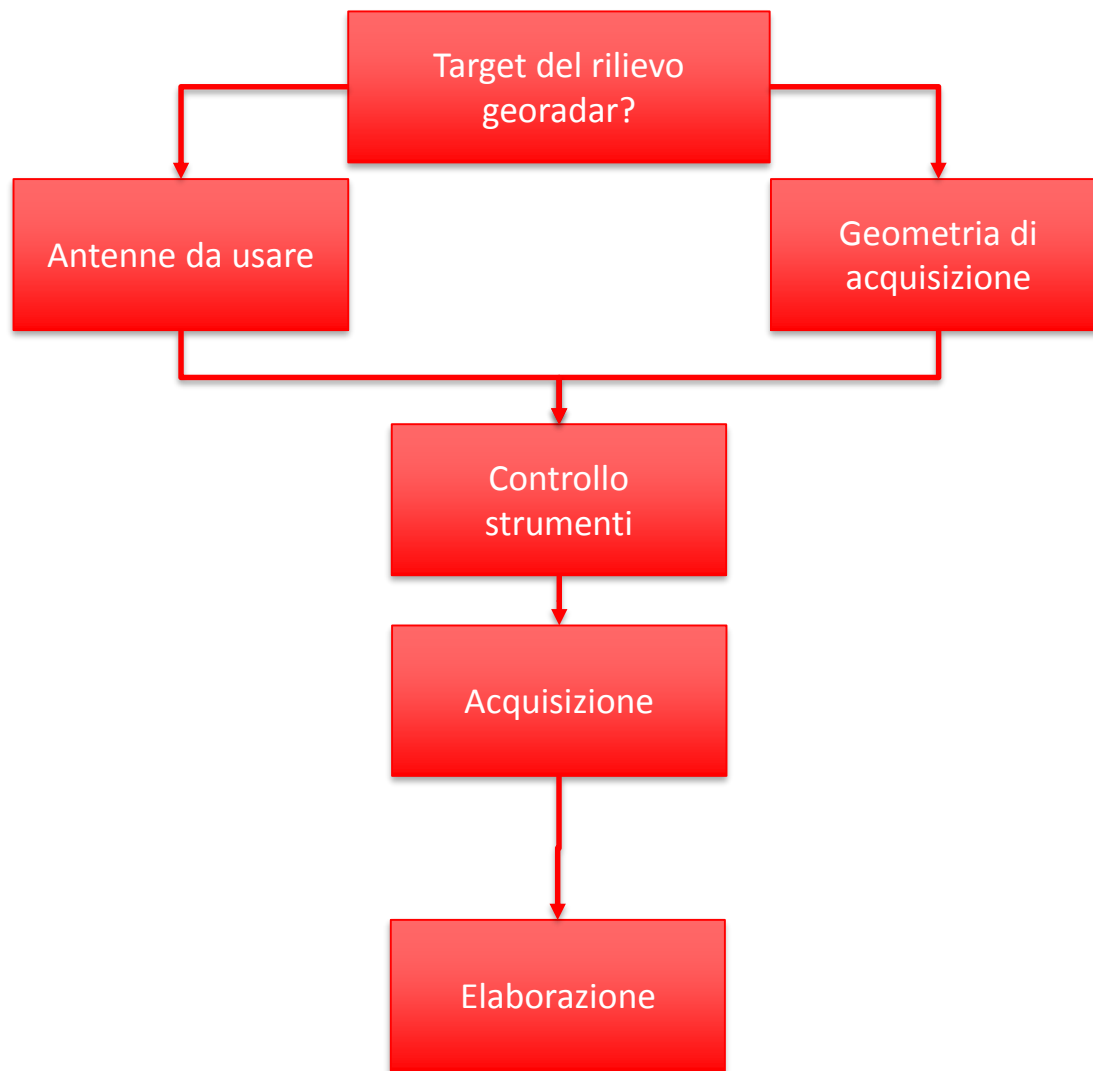 Target del rilievo
georadar?
Antenne da usare
Geometria di
acquisizione
Controllo
strumenti
Acquisizione
Elaborazione